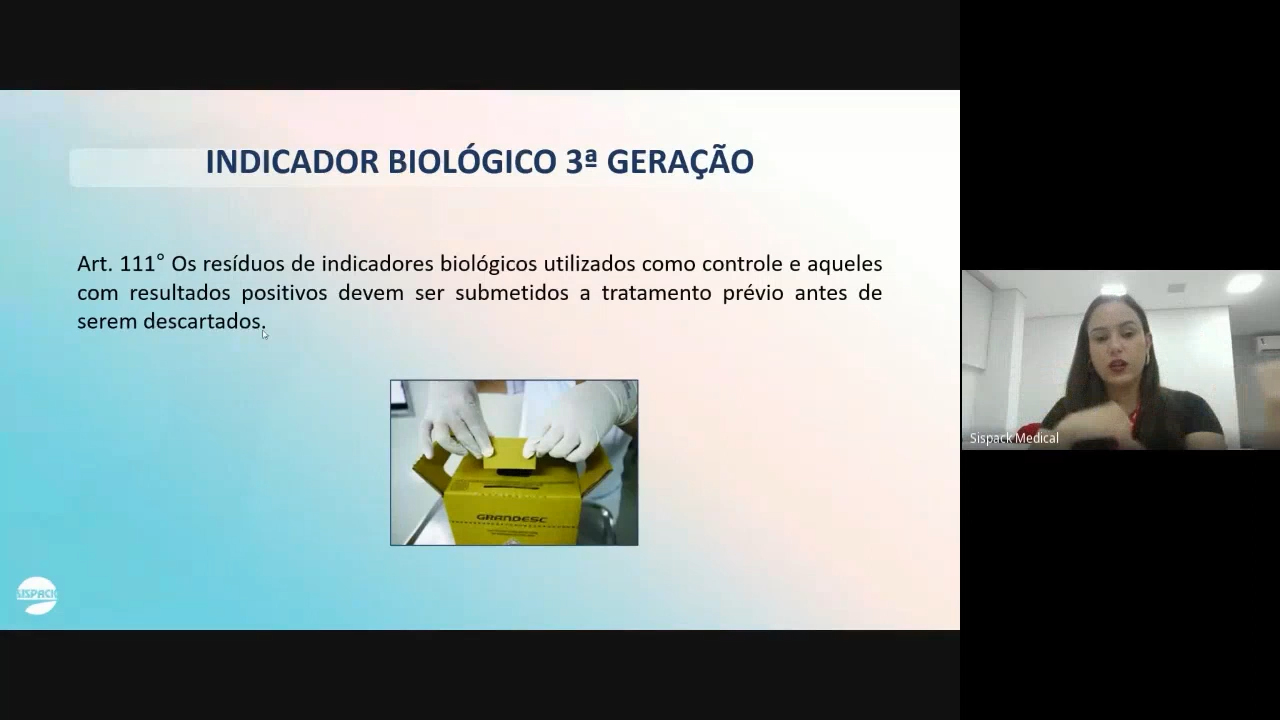 INDICADOR BIOLÓGICO 3ª GERAÇÃO
Art. 111° Os resíduos de indicadores biológicos utilizados como controle e aqueles
com resultados positivos devem ser submetidos a tratamento prévio antes de
serem descartados.
GRANDESC
SISPACK
Sispack Medical